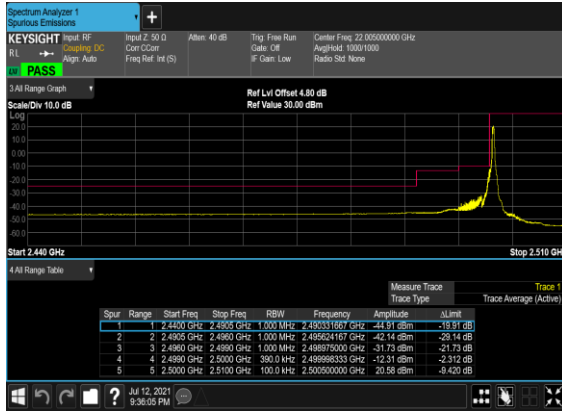 Spectrum Analyzer 1
Spurious Emissions
+
KEYSIGHT Input: RF Input Z: 50 Ω Atten: 40 dB Trig: Free Run Center Freq: 22.005000000 GHz
RL Coupling: DC Corr CCorr Gate: Off Avg|Hold: 1000/1000
Align: Auto Freq Ref: Int (S) IF Gain: Low Radio Std: None
PASS
3 All Range Graph
Ref Lvl Offset 4.80 dB
Scale/Div 10.0 dB Ref Value 30.00 dBm
Log
20.0
10.0
0.00
-10.0
-20.0
-30.0
-40.0
-50.0
-60.0
Start 2.440 GHz Stop 2.510 GH
4 All Range Table
Measure Trace Trace 1
Trace Type Trace Average (Active)
Spur Range Start Freq Stop Freq RBW Frequency Amplitude ΔLimit
1 1 2.4400 GHz 2.4905 GHz 1.000 MHz 2.490331667 GHz -44.91 dBm -19.91 dB
2 2 2.4905 GHz 2.4960 GHz 1.000 MHz 2.495624167 GHz -42.14 dBm -29.14 dB
3 3 2.4960 GHz 2.4990 GHz 1.000 MHz 2.498975000 GHz -31.73 dBm -21.73 dB
4 4 2.4990 GHz 2.5000 GHz 390.0 kHz 2.499998333 GHz -12.31 dBm -2.312 dB
5 5 2.5000 GHz 2.5100 GHz 100.0 kHz 2.500500000 GHz 20.58 dBm -9.420 dB
? Jul 12, 2021
9:36:05 PM